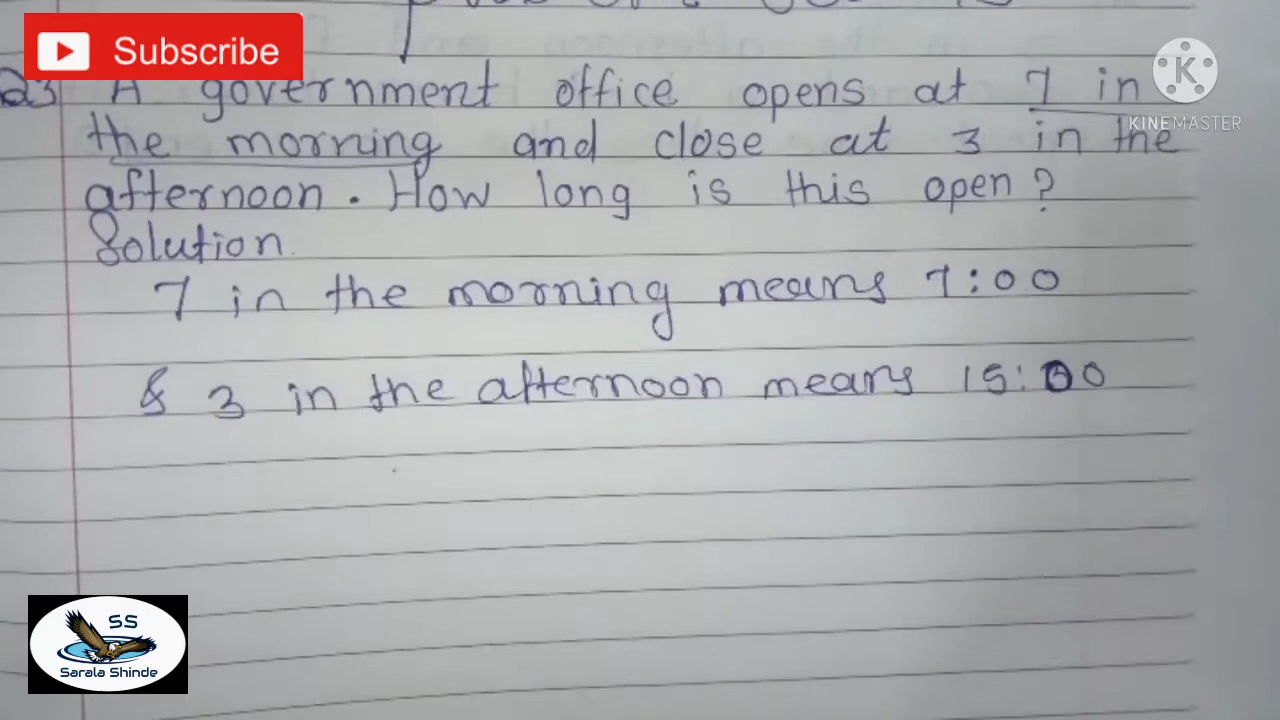 Subscribe
Q3 A government office opens at 7 in
K
KINEMASTER
the morning and close at 3 in the
afternoon. How long is this open?
Solution
7 in the morning means 7:00
& 3 in the afternoon means 15:00
SS
Sarala Shinde